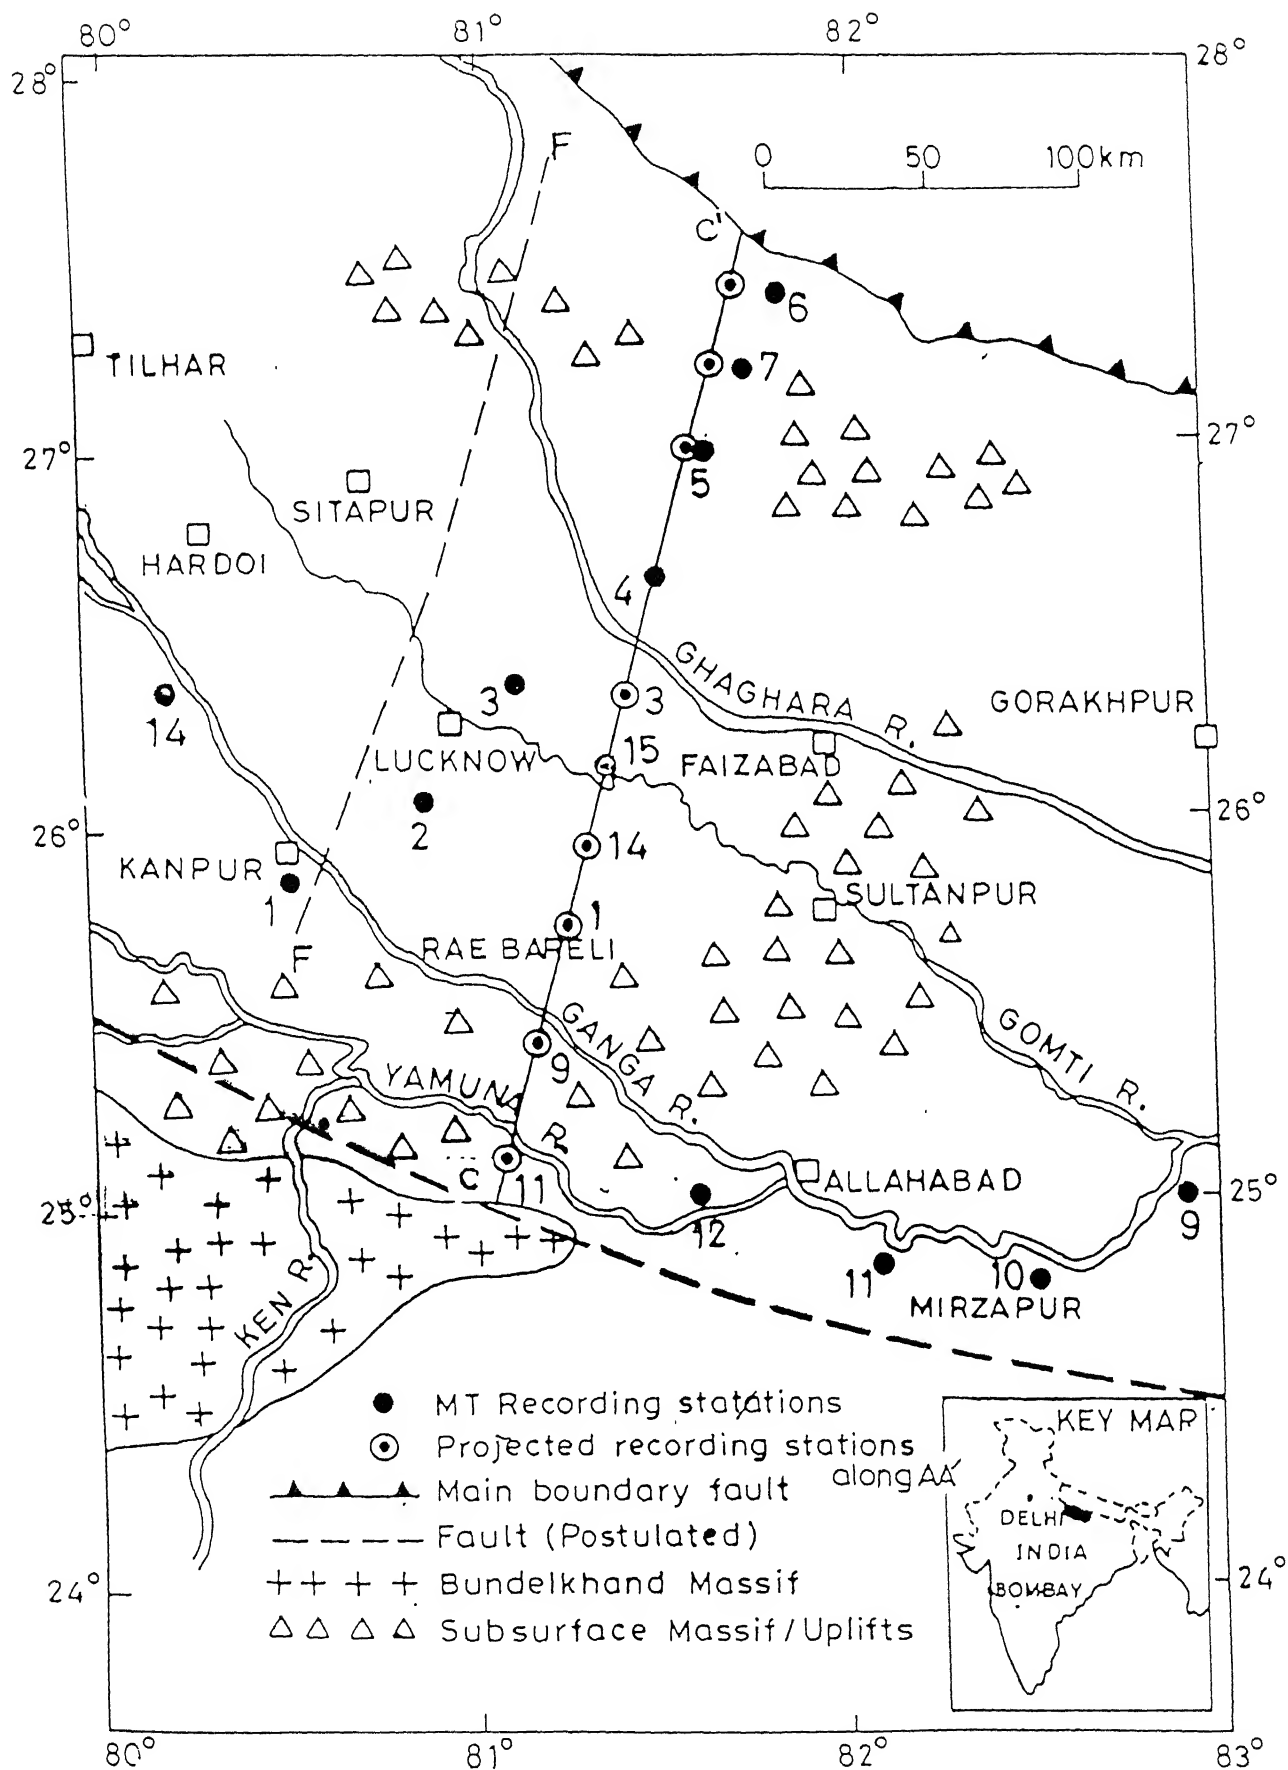 80° 81° 82°
28° 28°
F
0 50 100km
C'
6
TILHAR
7
27° 27°
5
SITAPUR
HARDOI
4
GHAGHARA R.
3 3
GORAKHPUR
14
15
LUCKNOW
FAIZABAD
26° 26°
2
14
KANPUR
1
1
SULTANPUR
F
RAE BARELI
GANGA R.
GOMTI R.
9
YAMUNA R.
C
11
ALLAHABAD
25° 25°
12
9
11
10
KEN R.
MIRZAPUR
MT Recording statations
Projected recording stations
along AA'
Main boundary fault
Fault (Postulated)
Bundelkhand Massif
Subsurface Massif/Uplifts
KEY MAP
DELHI
INDIA
BOMBAY
24° 24°
80° 81° 82° 83°